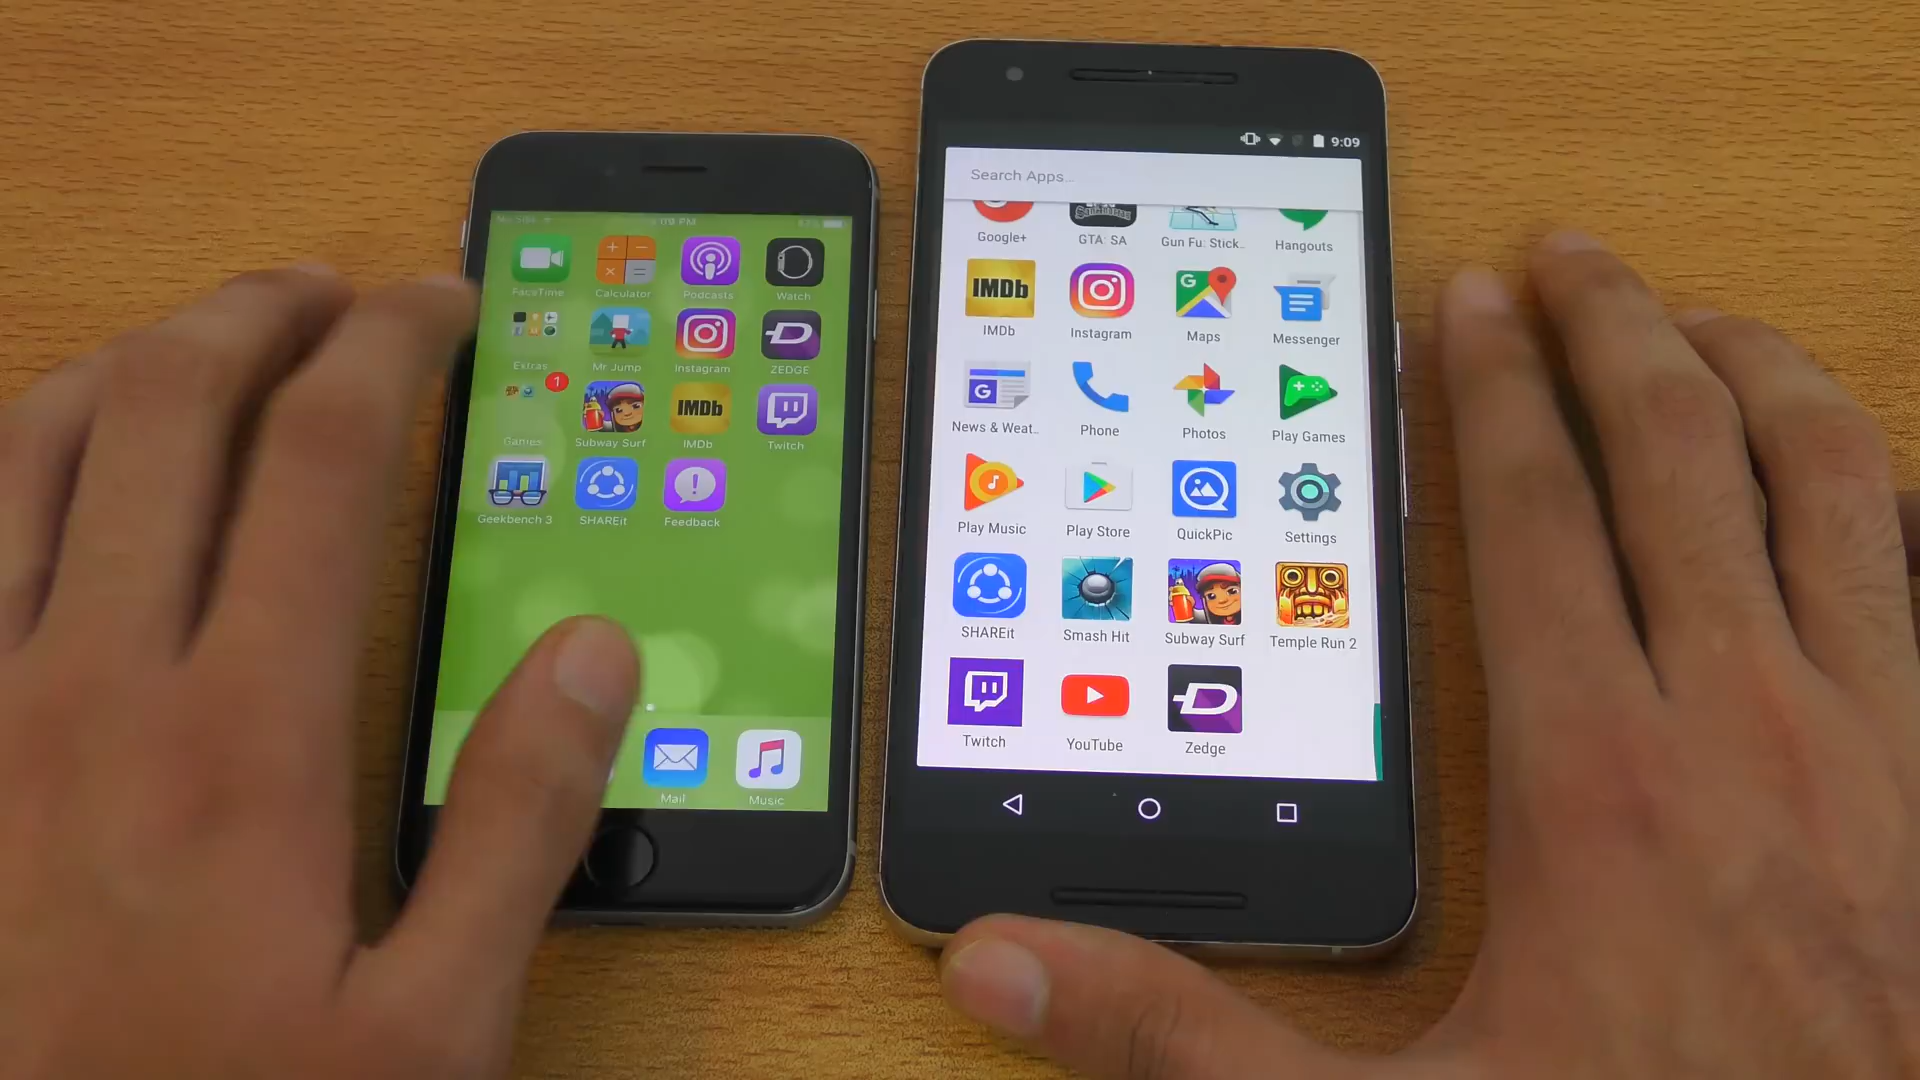 FaceTime Calculator Podcasts Watch
Extras Mr Jump Instagram ZEDGE
1
Games Subway Surf IMDb Twitch
IMDb
Geekbench 3 SHAREit Feedback
Mail Music
9:09
Search Apps...
Google+ GTA: SA Gun Fu: Stick.. Hangouts
IMDb
IMDb Instagram Maps Messenger
News & Weat.. Phone Photos Play Games
Play Music Play Store QuickPic Settings
SHAREit Smash Hit Subway Surf Temple Run 2
Twitch YouTube Zedge